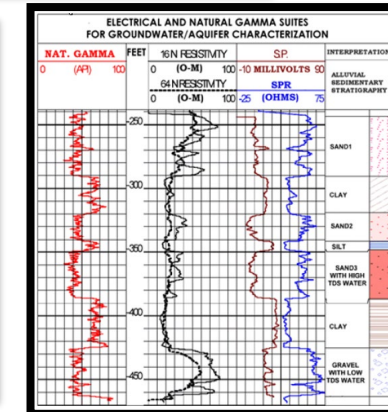 ELECTRICAL AND NATURAL GAMMA SUITES
FOR GROUNDWATER/AQUIFER CHARACTERIZATION
NAT. GAMMA FEET 16N RESISTIVITY S.P. INTERPRETATION
0 (API) 100 0 (O-M) 100 -10 MILLIVOLTS 90 ALLUVIAL
64N RESISTIVITY SPR SEDIMENTARY
0 (O-M) 100 -25 (OHMS) 75 STRATIGRAPHY
-250
SAND1
-300
CLAY
SAND2
SILT
-350
SAND3
WITH HIGH
TDS WATER
-400
CLAY
GRAVEL
WITH LOW
TDS WATER
-450